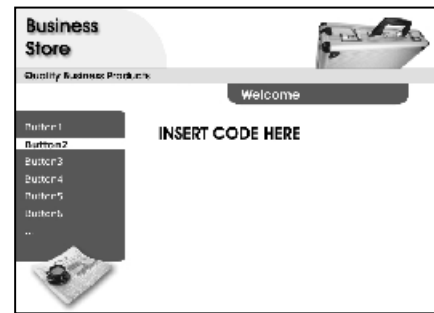 Business
Store
Quality Business Products
Welcome
Button1
Button2
Button3
Button4
Button5
Button6
...
INSERT CODE HERE